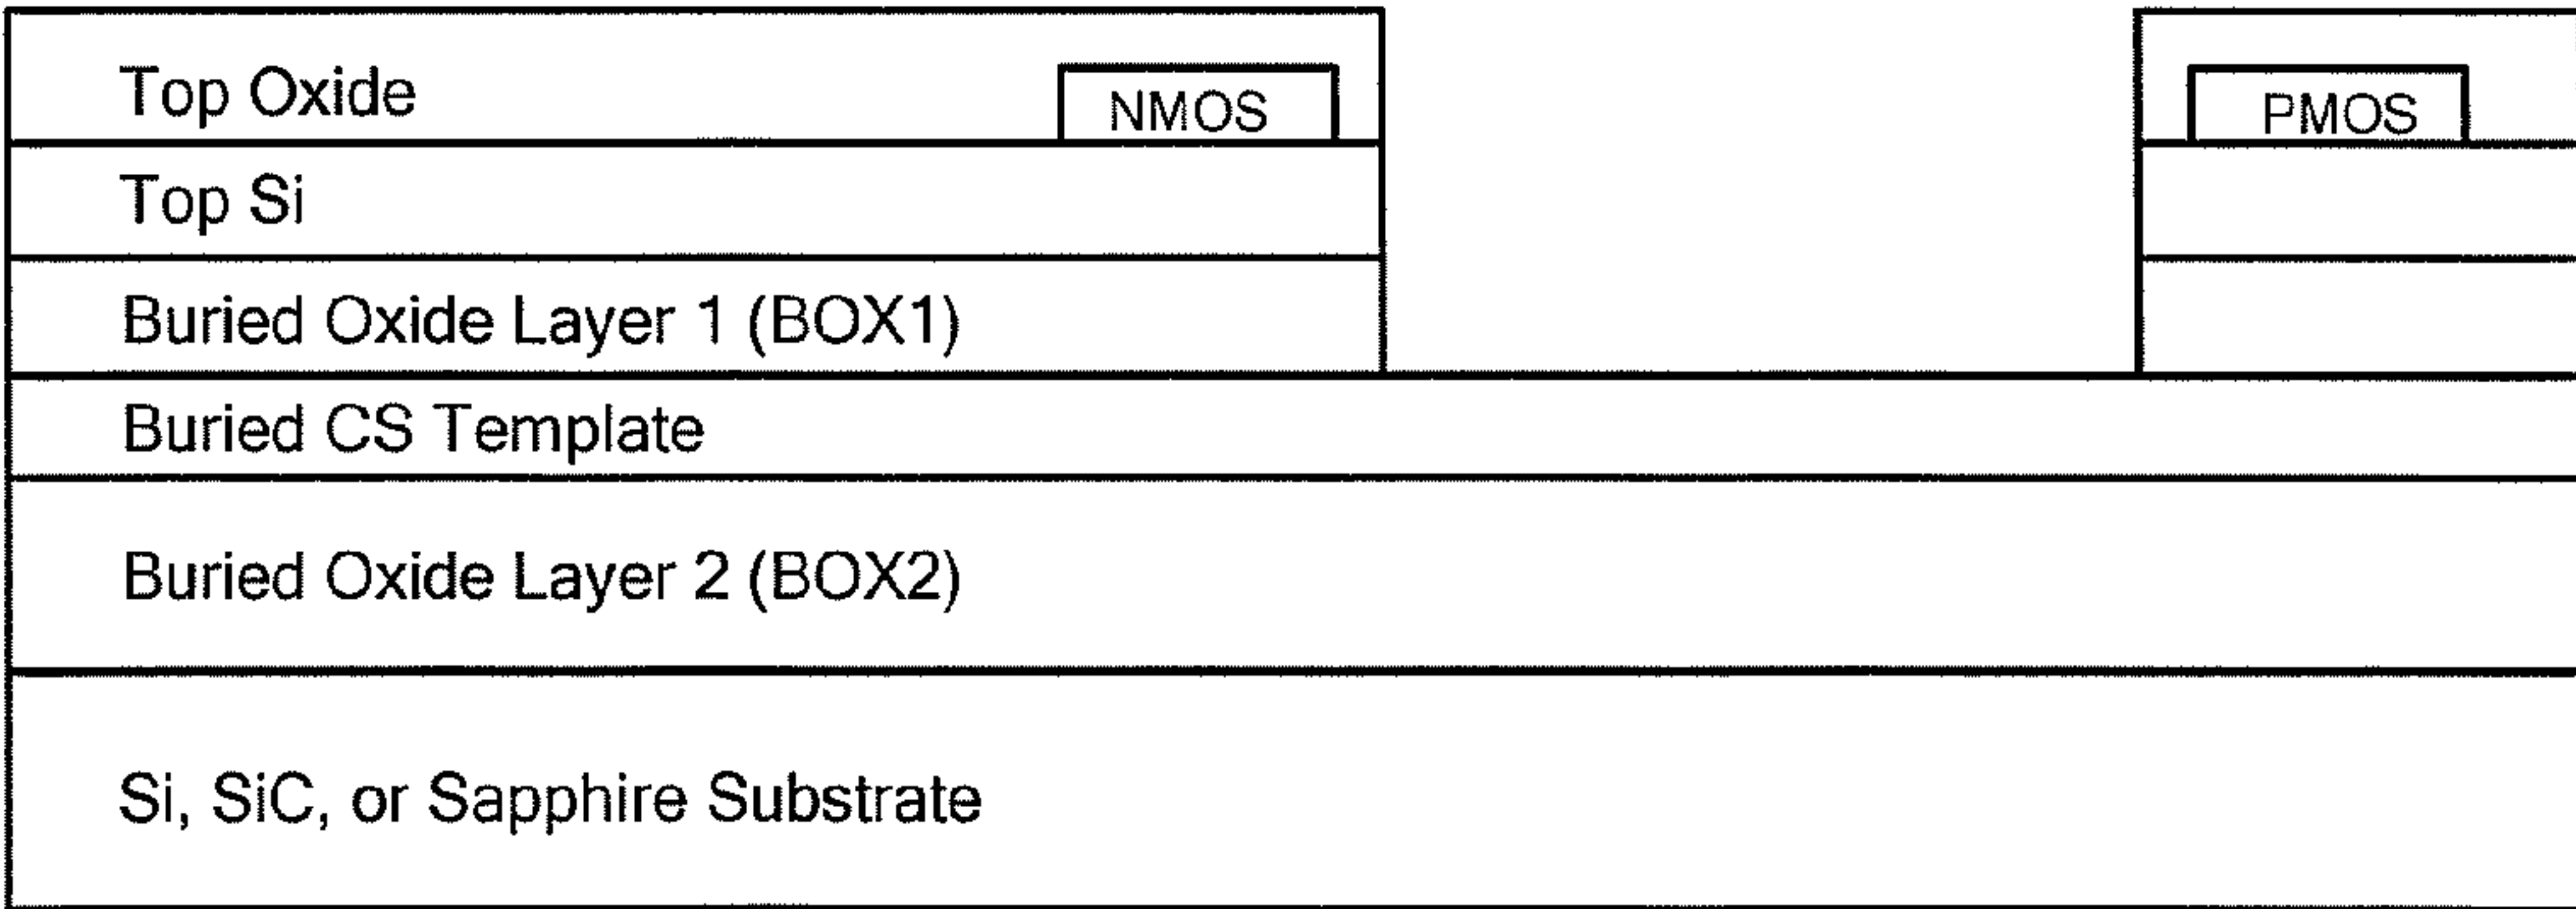 Top Oxide
NMOS
PMOS
Top Si
Buried Oxide Layer 1 (BOX1)
Buried CS Template
Buried Oxide Layer 2 (BOX2)
Si, SiC, or Sapphire Substrate